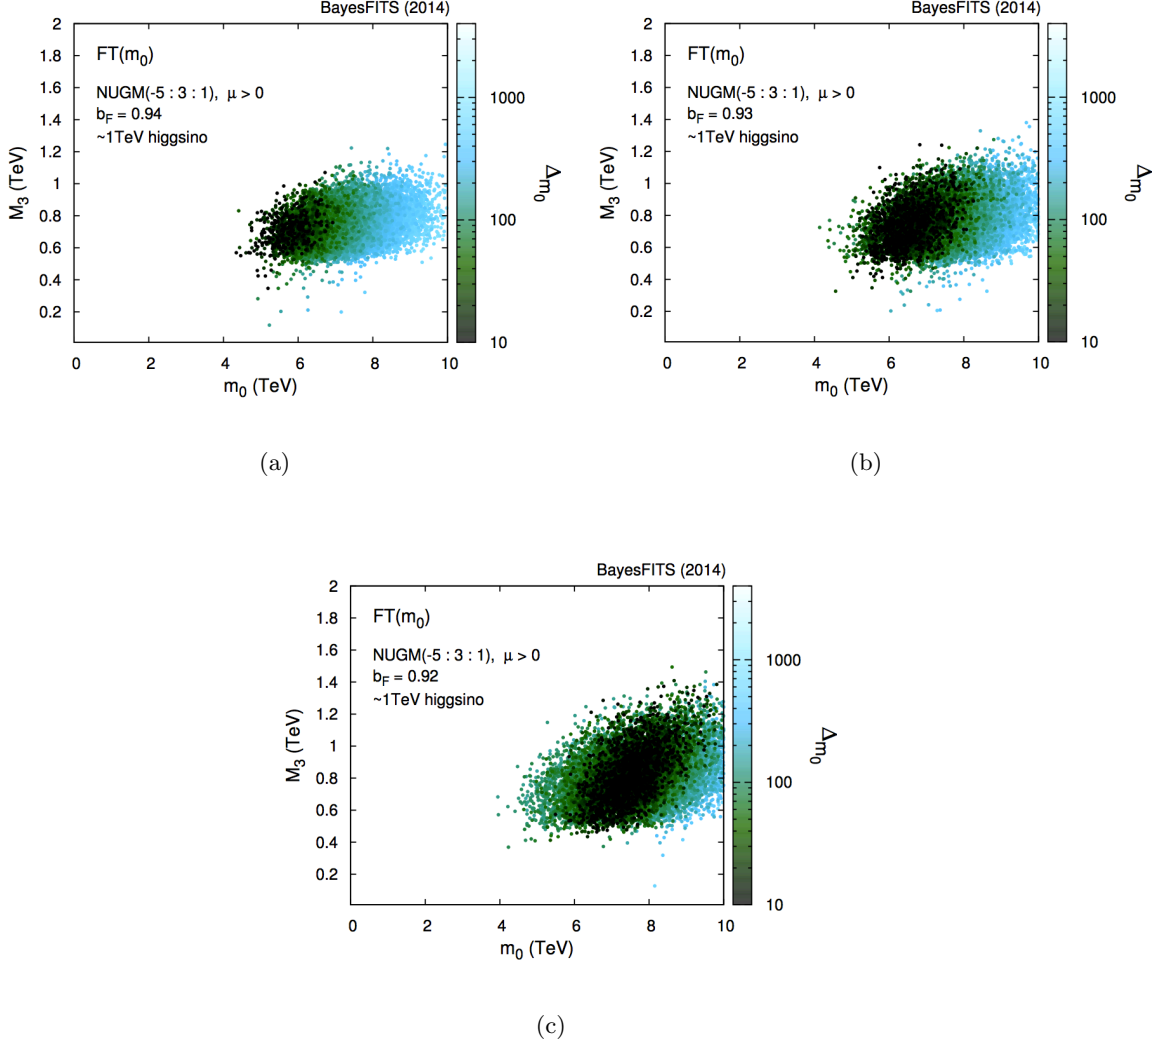 BayesFITS (2014)
2
1.8
1.6
1.4
1.2
1
0.8
0.6
0.4
0.2
M3 (TeV)
FT(m0)
NUGM(-5 : 3 : 1), μ > 0
bF = 0.94
~1TeV higgsino
0 2 4 6 8 10
m0 (TeV)
1000
100
10
Δm0
(a)
BayesFITS (2014)
2
1.8
1.6
1.4
1.2
1
0.8
0.6
0.4
0.2
M3 (TeV)
FT(m0)
NUGM(-5 : 3 : 1), μ > 0
bF = 0.93
~1TeV higgsino
0 2 4 6 8 10
m0 (TeV)
1000
100
10
Δm0
(b)
BayesFITS (2014)
2
1.8
1.6
1.4
1.2
1
0.8
0.6
0.4
0.2
M3 (TeV)
FT(m0)
NUGM(-5 : 3 : 1), μ > 0
bF = 0.92
~1TeV higgsino
0 2 4 6 8 10
m0 (TeV)
1000
100
10
Δm0
(c)